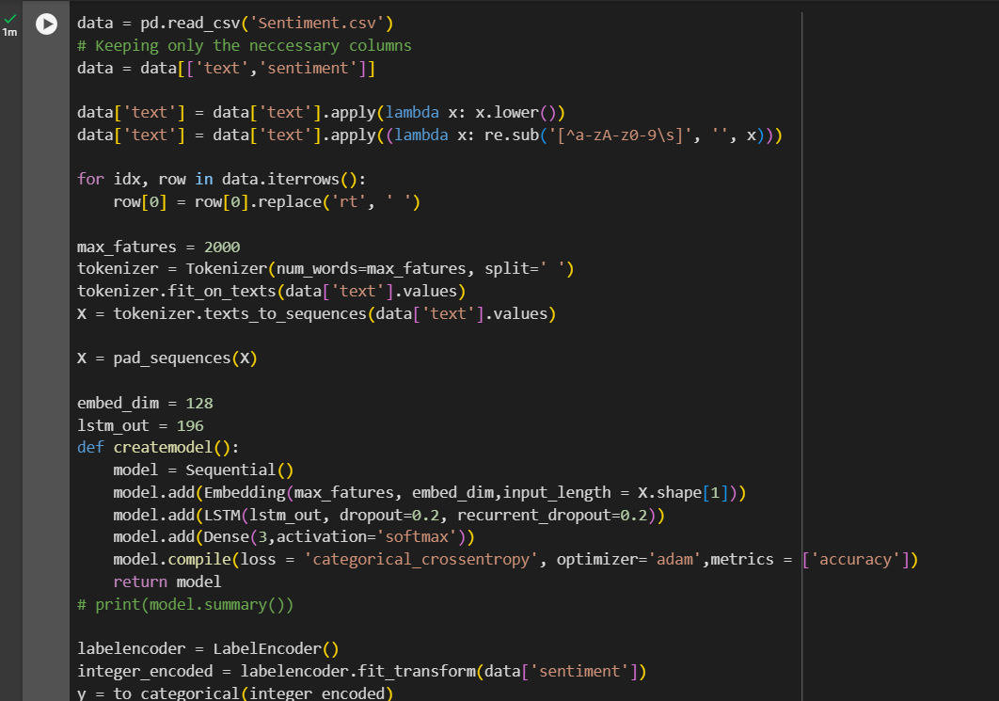 1m
data = pd.read_csv('Sentiment.csv')
# Keeping only the neccessary columns
data = data[['text','sentiment']]
data['text'] = data['text'].apply(lambda x: x.lower())
data['text'] = data['text'].apply((lambda x: re.sub('[^a-zA-z0-9\s]', '', x)))
for idx, row in data.iterrows():
    row[0] = row[0].replace('rt', ' ')
max_fatures = 2000
tokenizer = Tokenizer(num_words=max_fatures, split=' ')
tokenizer.fit_on_texts(data['text'].values)
X = tokenizer.texts_to_sequences(data['text'].values)
X = pad_sequences(X)
embed_dim = 128
lstm_out = 196
def createmodel():
    model = Sequential()
    model.add(Embedding(max_fatures, embed_dim,input_length = X.shape[1]))
    model.add(LSTM(lstm_out, dropout=0.2, recurrent_dropout=0.2))
    model.add(Dense(3,activation='softmax'))
    model.compile(loss = 'categorical_crossentropy', optimizer='adam',metrics = ['accuracy'])
    return model
# print(model.summary())
labelencoder = LabelEncoder()
integer_encoded = labelencoder.fit_transform(data['sentiment'])
y = to_categorical(integer_encoded)